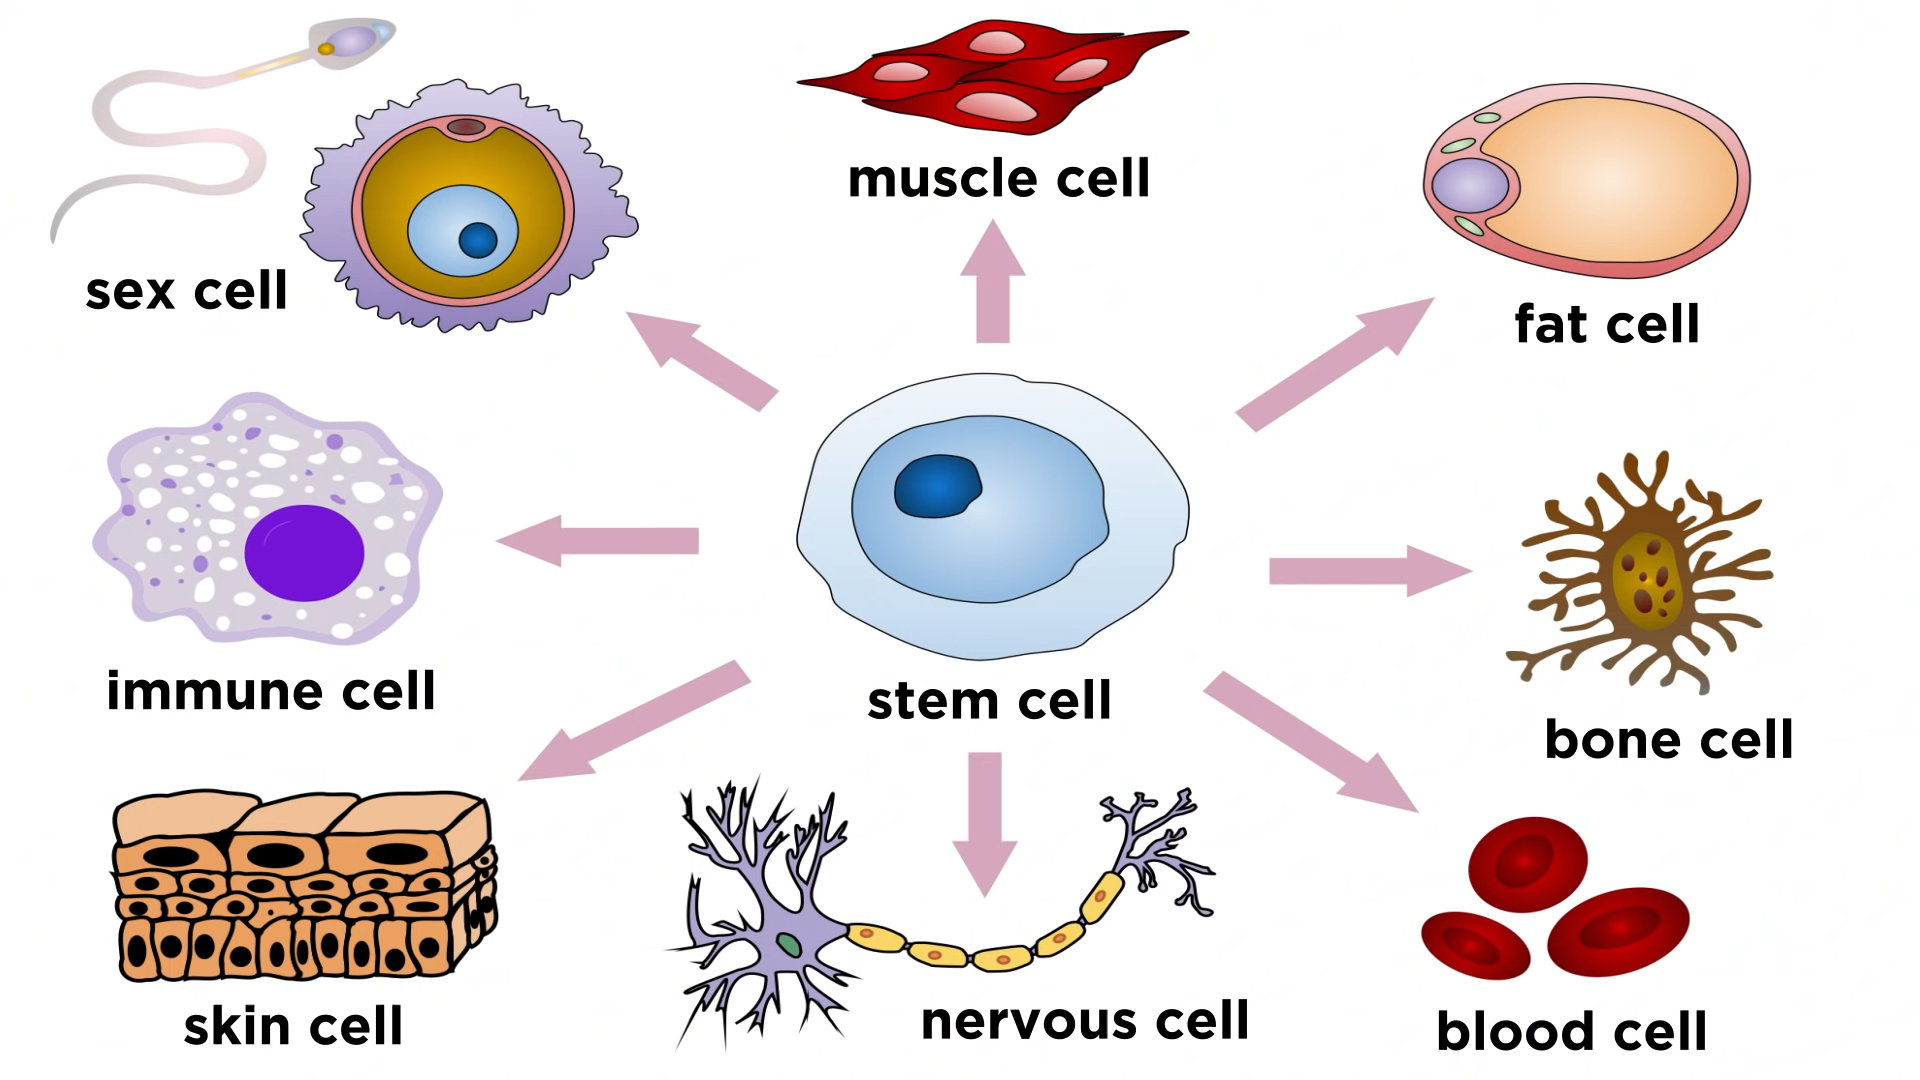 muscle cell
sex cell
fat cell
immune cell
stem cell
bone cell
skin cell
nervous cell
blood cell